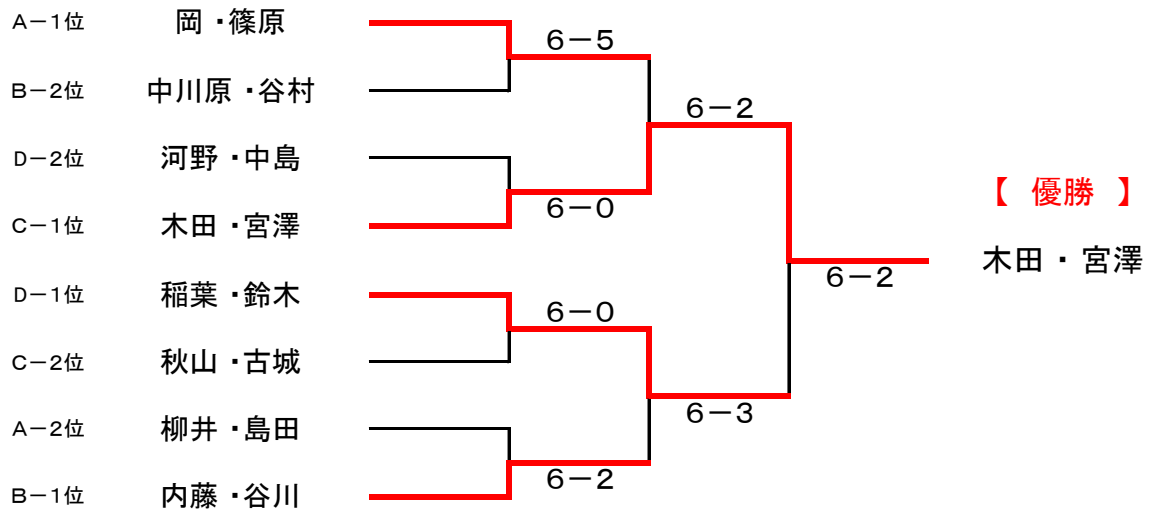 A－1位 岡・篠原
6－5
B－2位 中川原・谷村
6－2
D－2位 河野・中島
【 優勝 】
6－0
C－1位 木田・宮澤
木田・宮澤
6－2
D－1位 稲葉・鈴木
6－0
C－2位 秋山・古城
6－3
A－2位 柳井・島田
6－2
B－1位 内藤・谷川